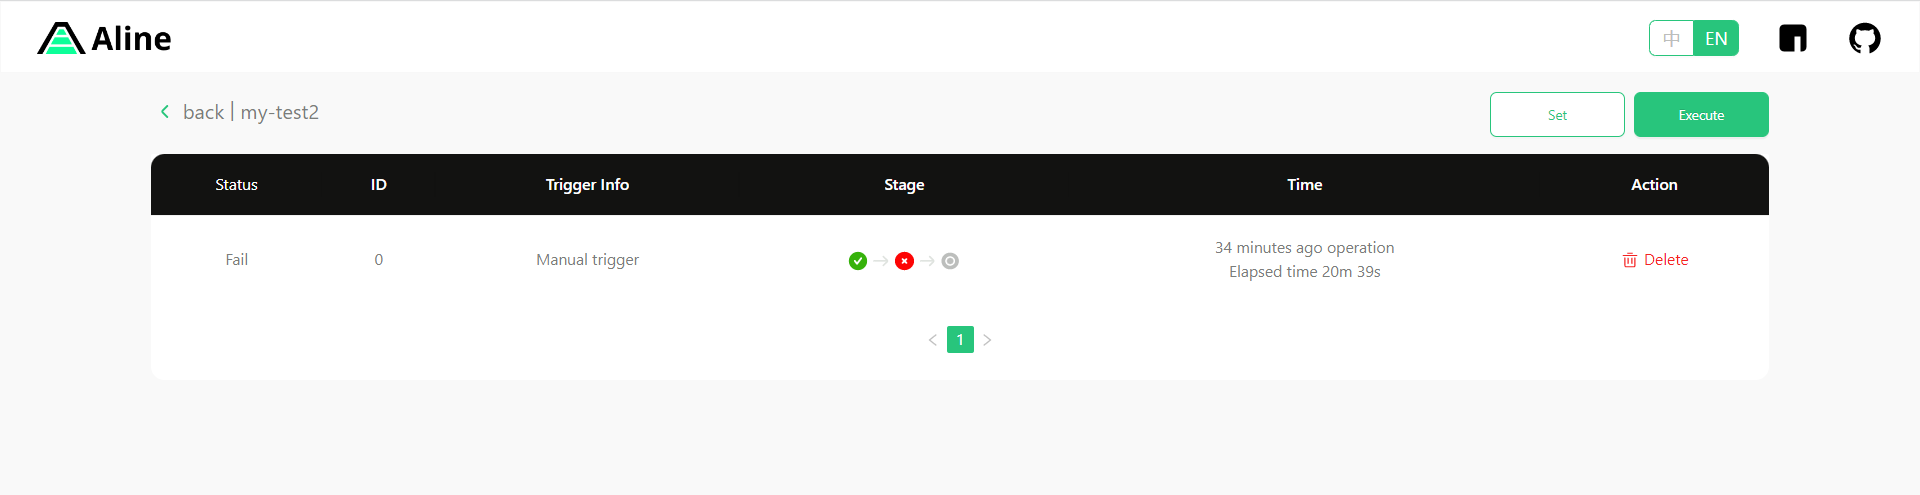 Aline
中 EN
back | my-test2
Set
Execute
Status ID Trigger Info Stage Time Action
Fail 0 Manual trigger 34 minutes ago operation
Elapsed time 20m 39s
Delete
1